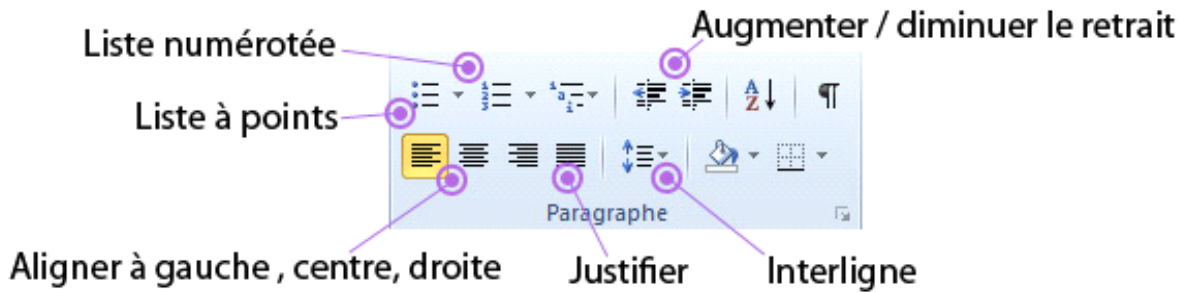 Augmenter / diminuer le retrait
Liste numérotée
Liste à points
Paragraphe
Aligner à gauche , centre, droite
Justifier
Interligne